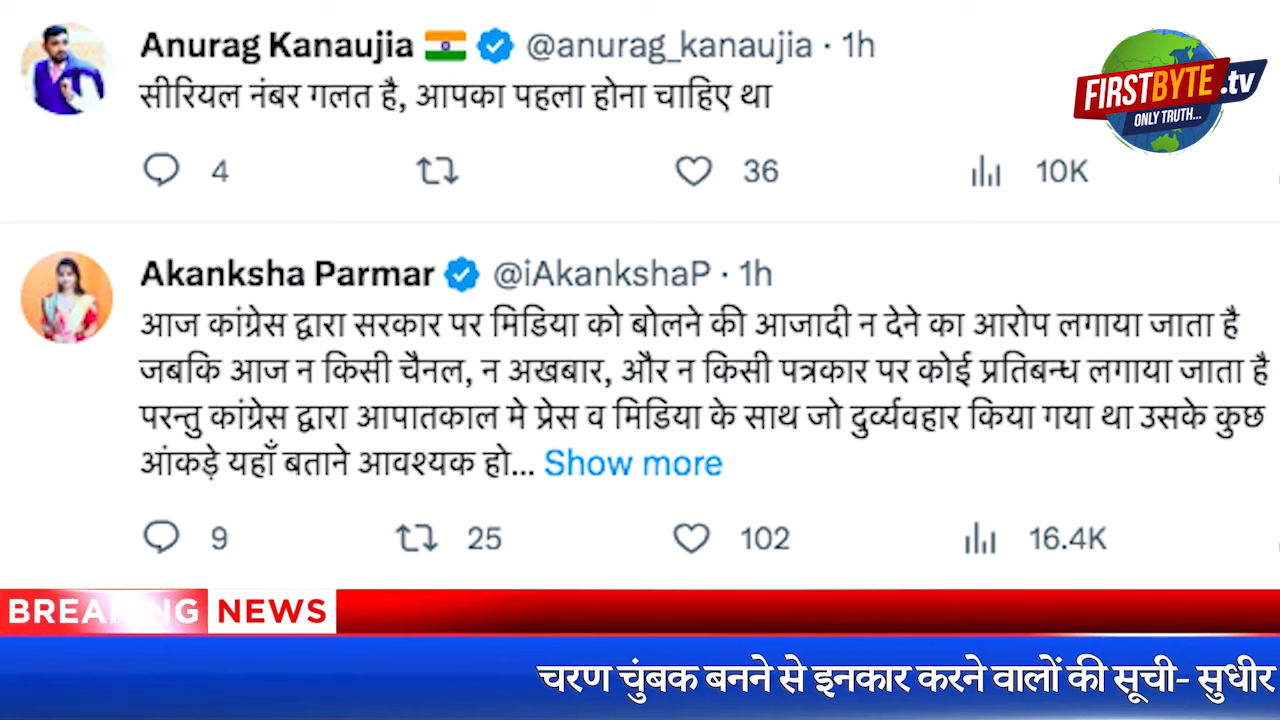 Anurag Kanaujia @anurag_kanaujia · 1h
सीरियल नंबर गलत है, आपका पहला होना चाहिए था
4 36 10K
FIRSTBYTE.tv
ONLY TRUTH...
Akanksha Parmar @iAkankshaP · 1h
आज कांग्रेस द्वारा सरकार पर मिडिया को बोलने की आजादी न देने का आरोप लगाया जाता है
जबकि आज न किसी चैनल, न अखबार, और न किसी पत्रकार पर कोई प्रतिबन्ध लगाया जाता है
परन्तु कांग्रेस द्वारा आपातकाल मे प्रेस व मिडिया के साथ जो दुर्व्यवहार किया गया था उसके कुछ
आंकड़े यहाँ बताने आवश्यक हो... Show more
9 25 102 16.4K
BREAKING NEWS
चरण चुंबक बनने से इनकार करने वालों की सूची- सुधीर